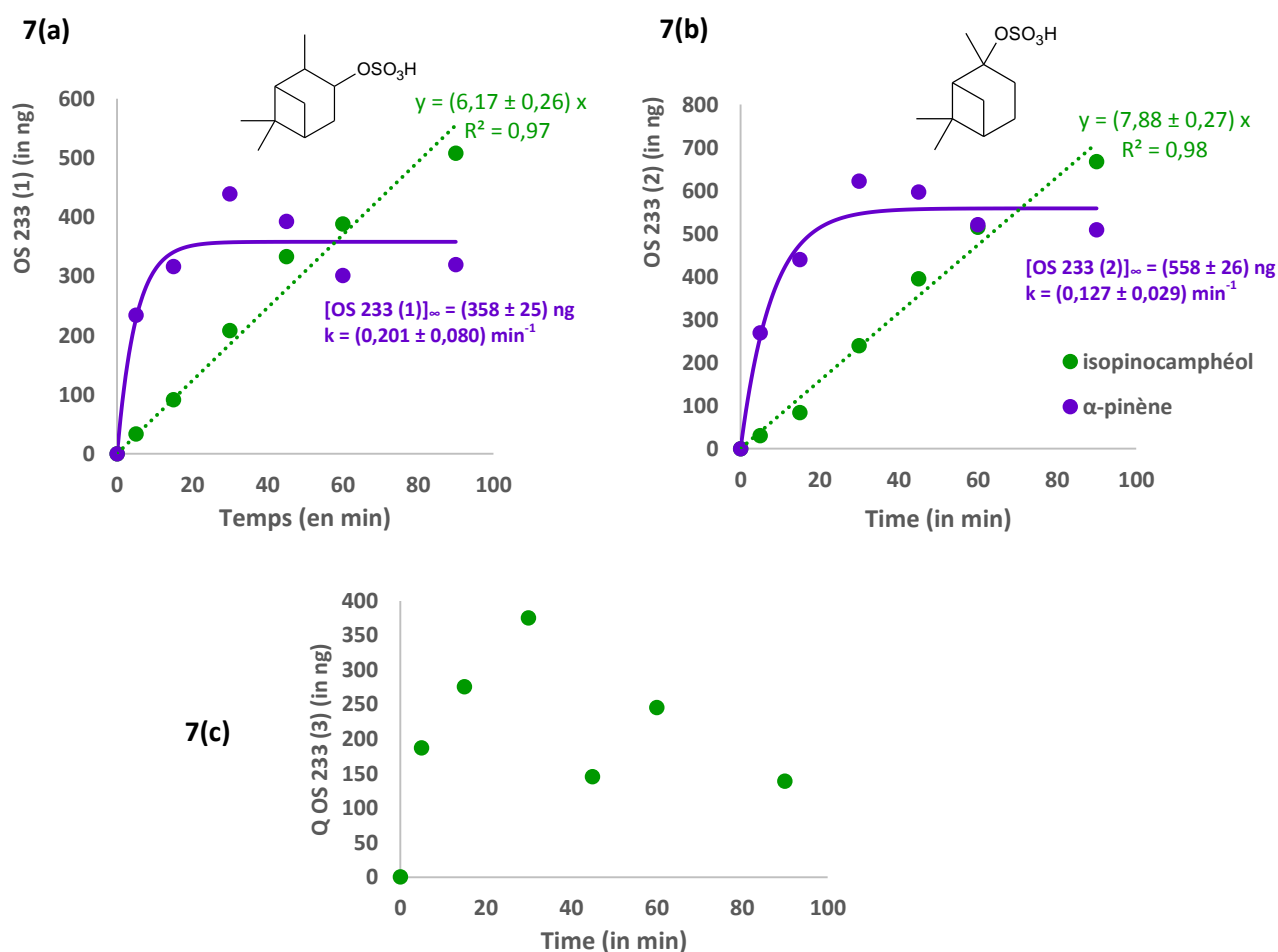 7(a)
OSO₃H
OS 233 (1) (in ng)
600
500
400
300
200
100
0
y = (6,17 ± 0,26) x
R² = 0,97
[OS 233 (1)]∞ = (358 ± 25) ng
k = (0,201 ± 0,080) min⁻¹
0 20 40 60 80 100
Temps (en min)
7(b)
OSO₃H
OS 233 (2) (in ng)
800
700
600
500
400
300
200
100
0
y = (7,88 ± 0,27) x
R² = 0,98
[OS 233 (2)]∞ = (558 ± 26) ng
k = (0,127 ± 0,029) min⁻¹
isopinocamphéol
α-pinène
0 20 40 60 80 100
Time (in min)
7(c)
Q OS 233 (3) (in ng)
400
350
300
250
200
150
100
50
0
0 20 40 60 80 100
Time (in min)